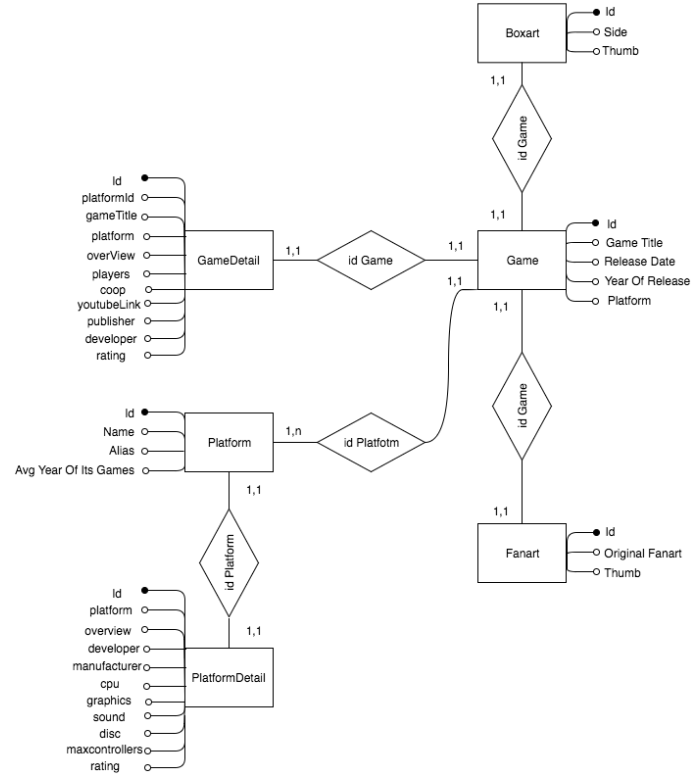 Boxart
Id
Side
Thumb
1,1
id Game
1,1
Id
platformId
gameTitle
platform
overView
players
coop
youtubeLink
publisher
developer
rating
GameDetail
1,1
id Game
1,1
Game
Id
Game Title
Release Date
Year Of Release
Platform
1,1
1,1
id Game
1,1
Id
Name
Alias
Avg Year Of Its Games
Platform
1,n
id Platfotm
1,1
id Platform
1,1
Fanart
Id
Original Fanart
Thumb
Id
platform
overview
developer
manufacturer
cpu
graphics
sound
disc
maxcontrollers
rating
PlatformDetail